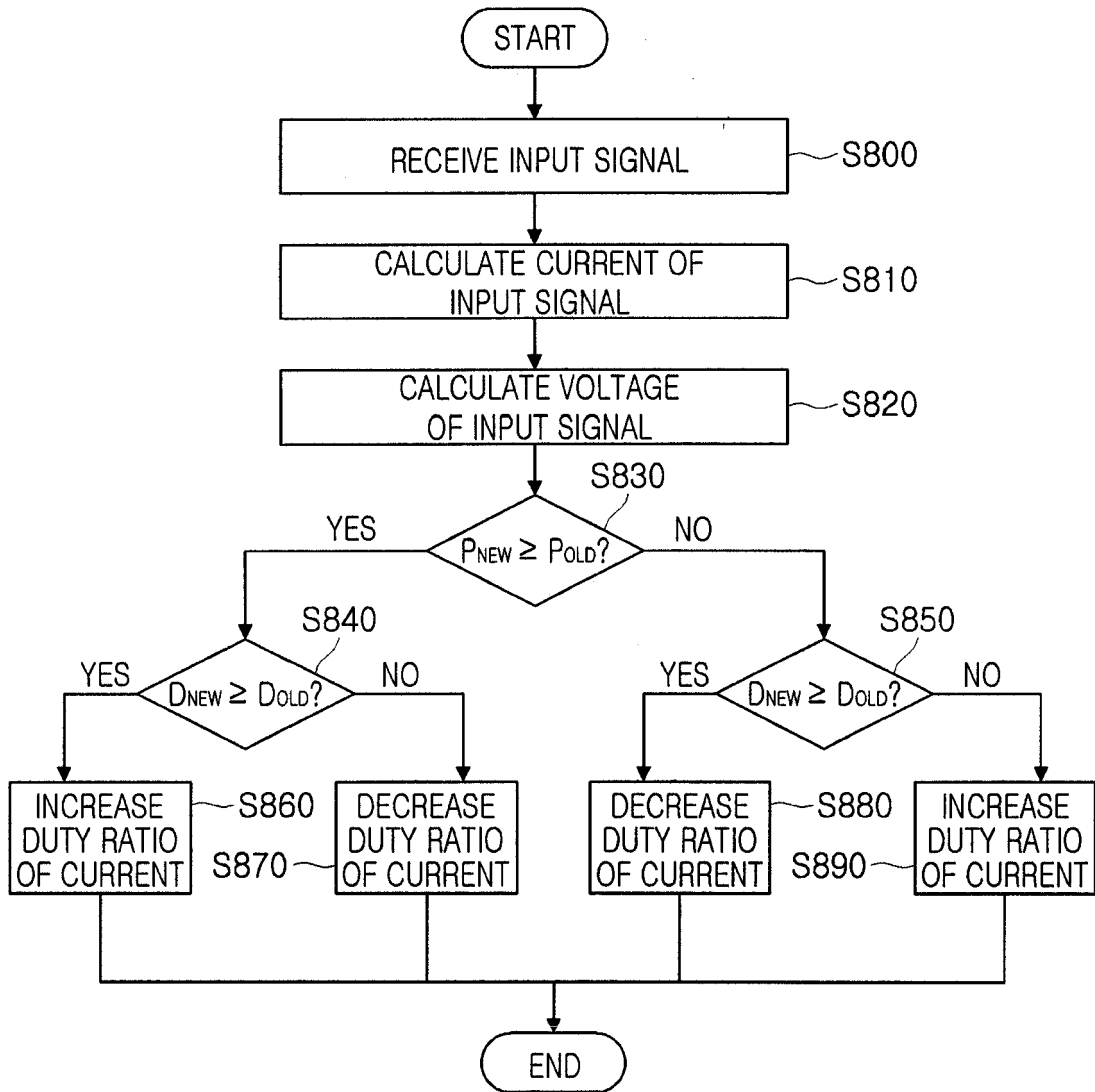 START
RECEIVE INPUT SIGNAL
S800
CALCULATE CURRENT OF
INPUT SIGNAL
S810
CALCULATE VOLTAGE
OF INPUT SIGNAL
S820
S830
YES
PNEW ≥ POLD?
NO
S840
YES
DNEW ≥ DOLD?
NO
S850
YES
DNEW ≥ DOLD?
NO
INCREASE
DUTY RATIO
OF CURRENT
S860
DECREASE
DUTY RATIO
OF CURRENT
S870
DECREASE
DUTY RATIO
OF CURRENT
S880
INCREASE
DUTY RATIO
OF CURRENT
S890
END